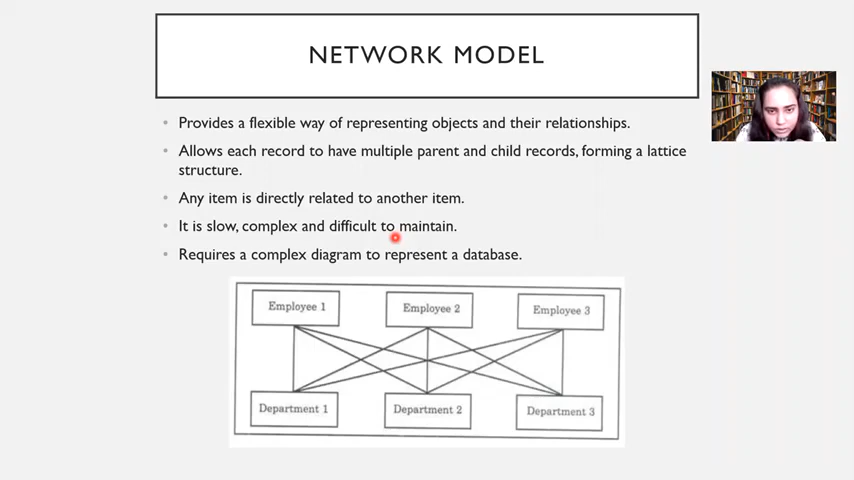 NETWORK MODEL
• Provides a flexible way of representing objects and their relationships.
• Allows each record to have multiple parent and child records, forming a lattice
structure.
• Any item is directly related to another item.
• It is slow, complex and difficult to maintain.
• Requires a complex diagram to represent a database.
Employee 1 Employee 2 Employee 3
Department 1 Department 2 Department 3